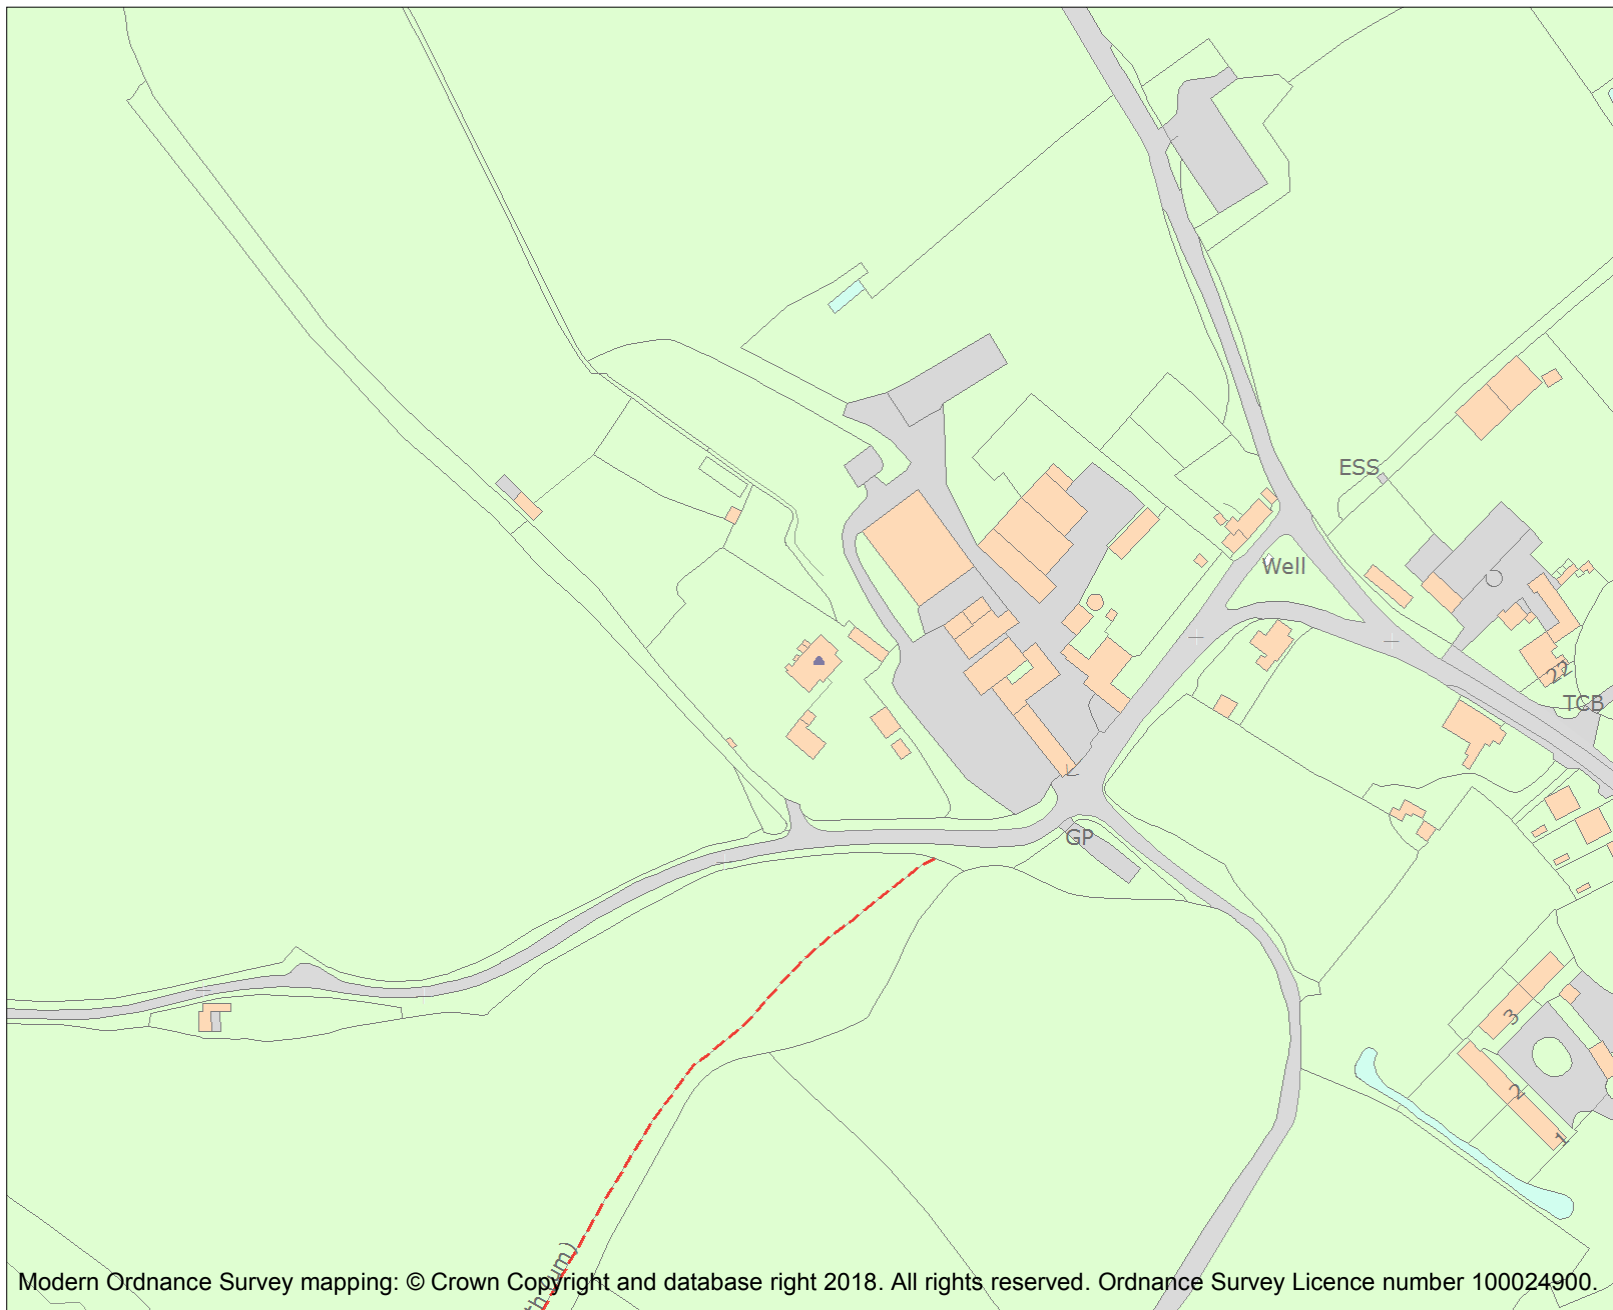 ESS
Well
22
TCB
GP
3
2
1
Modern Ordnance Survey mapping: © Crown Copyright and database right 2018. All rights reserved. Ordnance Survey Licence number 100024900.